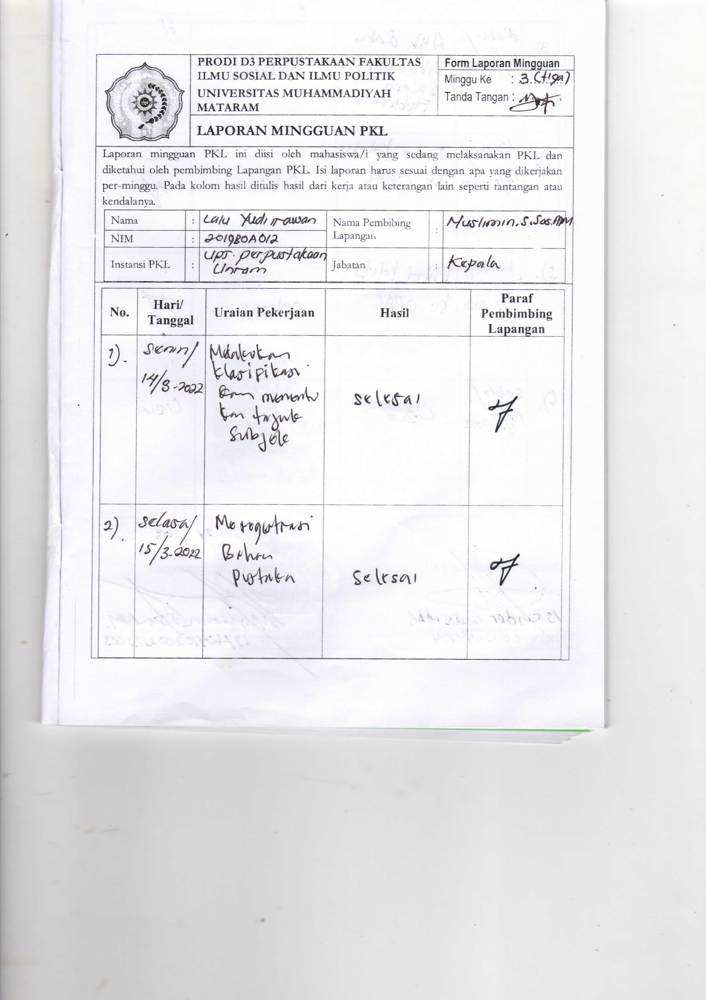 PRODI D3 PERPUSTAKAAN FAKULTAS
ILMU SOSIAL DAN ILMU POLITIK
UNIVERSITAS MUHAMMADIYAH
MATARAM
Form Laporan Mingguan
Minggu Ke : 3 (tiga)
Tanda Tangan :
LAPORAN MINGGUAN PKL
Laporan mingguan PKL ini diisi oleh mahasiswa/i yang sedang melaksanakan PKL dan
diketahui oleh pembimbing Lapangan PKL. Isi laporan harus sesuai dengan apa yang dikerjakan
per-minggu. Pada kolom hasil ditulis hasil dari kerja atau keterangan lain seperti tantangan atau
kendalanya.
Nama : Lalu Yudi irawan
NIM : 2019B0A012
Nama Pembibing
Lapangan : Muslimin.S.Sos.MM
Instansi PKL : UPT. perpustakaan
Unram
Jabatan : Kepala
No.
Hari/
Tanggal
Uraian Pekerjaan
Hasil
Paraf
Pembimbing
Lapangan
1).
Senin/
14/3-2022
Melakukan
klasifikasi
dan menentu
kan tajuk
Subjek
selesai
2).
selasa/
15/3-2022
Meregistrasi
Bahan
Pustaka
selesai